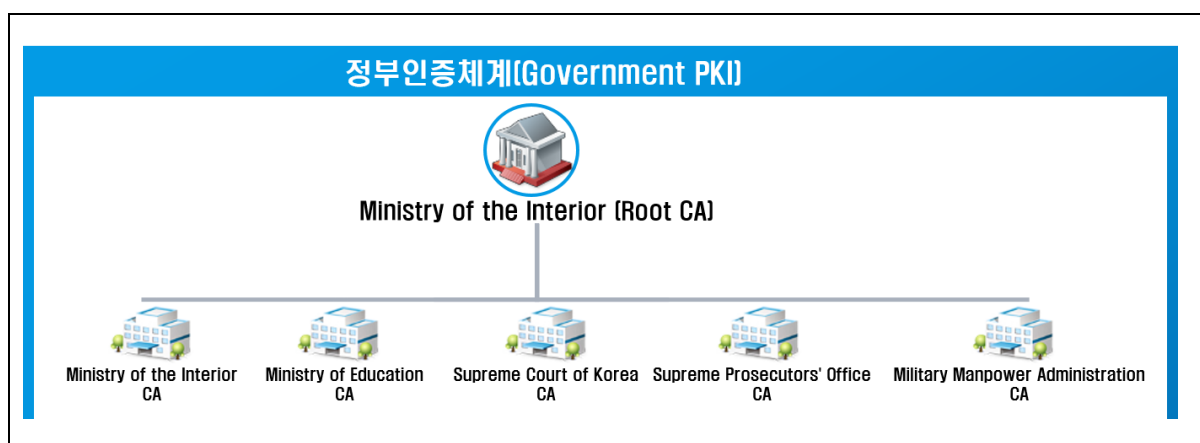 정부인증체계(Government PKI)
Ministry of the Interior (Root CA)
Ministry of the Interior
CA
Ministry of Education
CA
Supreme Court of Korea
CA
Supreme Prosecutors' Office
CA
Military Manpower Administration
CA